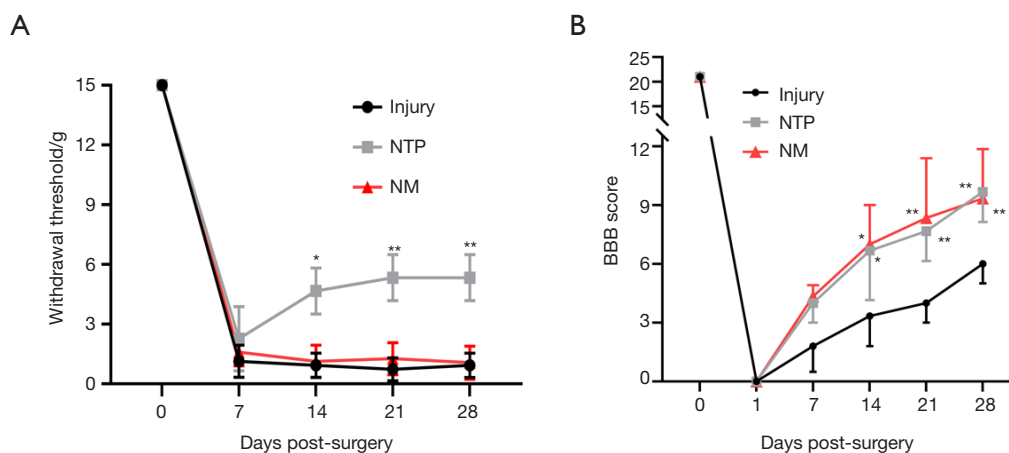 A
Withdrawal threshold/g
15
12
9
6
3
0
Injury
NTP
NM
*
**
**
0 7 14 21 28
Days post-surgery
B
BBB score
25
20
15
12
9
6
3
0
Injury
NTP
NM
*
*
**
**
**
**
0 1 7 14 21 28
Days post-surgery